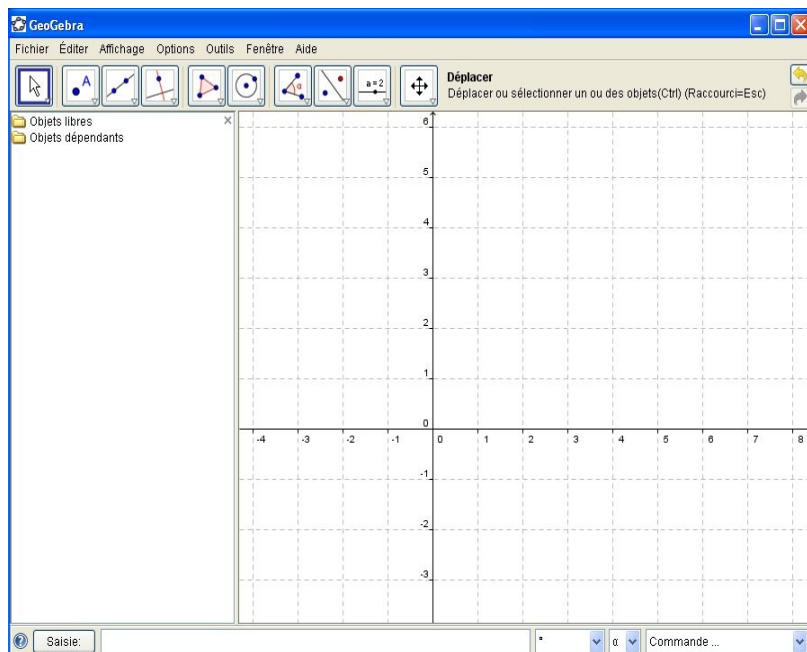 GeoGebra
Fichier Éditer Affichage Options Outils Fenêtre Aide
A
α
a = 2
Déplacer
Déplacer ou sélectionner un ou des objets(Ctrl) (Raccourci=Esc)
Objets libres
Objets dépendants
6
5
4
3
2
1
0
-4 -3 -2 -1 0 1 2 3 4 5 6 7 8
-1
-2
-3
Saisie: α Commande ...